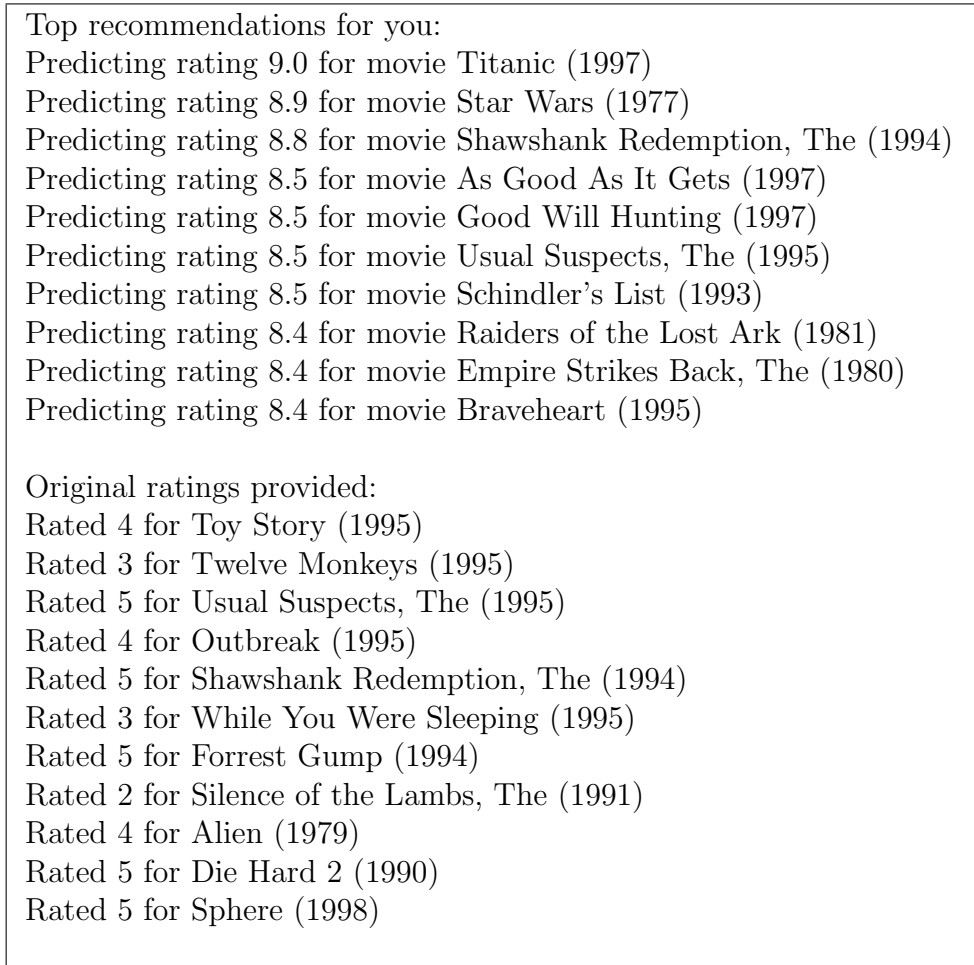 Top recommendations for you:
Predicting rating 9.0 for movie Titanic (1997)
Predicting rating 8.9 for movie Star Wars (1977)
Predicting rating 8.8 for movie Shawshank Redemption, The (1994)
Predicting rating 8.5 for movie As Good As It Gets (1997)
Predicting rating 8.5 for movie Good Will Hunting (1997)
Predicting rating 8.5 for movie Usual Suspects, The (1995)
Predicting rating 8.5 for movie Schindler's List (1993)
Predicting rating 8.4 for movie Raiders of the Lost Ark (1981)
Predicting rating 8.4 for movie Empire Strikes Back, The (1980)
Predicting rating 8.4 for movie Braveheart (1995)
Original ratings provided:
Rated 4 for Toy Story (1995)
Rated 3 for Twelve Monkeys (1995)
Rated 5 for Usual Suspects, The (1995)
Rated 4 for Outbreak (1995)
Rated 5 for Shawshank Redemption, The (1994)
Rated 3 for While You Were Sleeping (1995)
Rated 5 for Forrest Gump (1994)
Rated 2 for Silence of the Lambs, The (1991)
Rated 4 for Alien (1979)
Rated 5 for Die Hard 2 (1990)
Rated 5 for Sphere (1998)